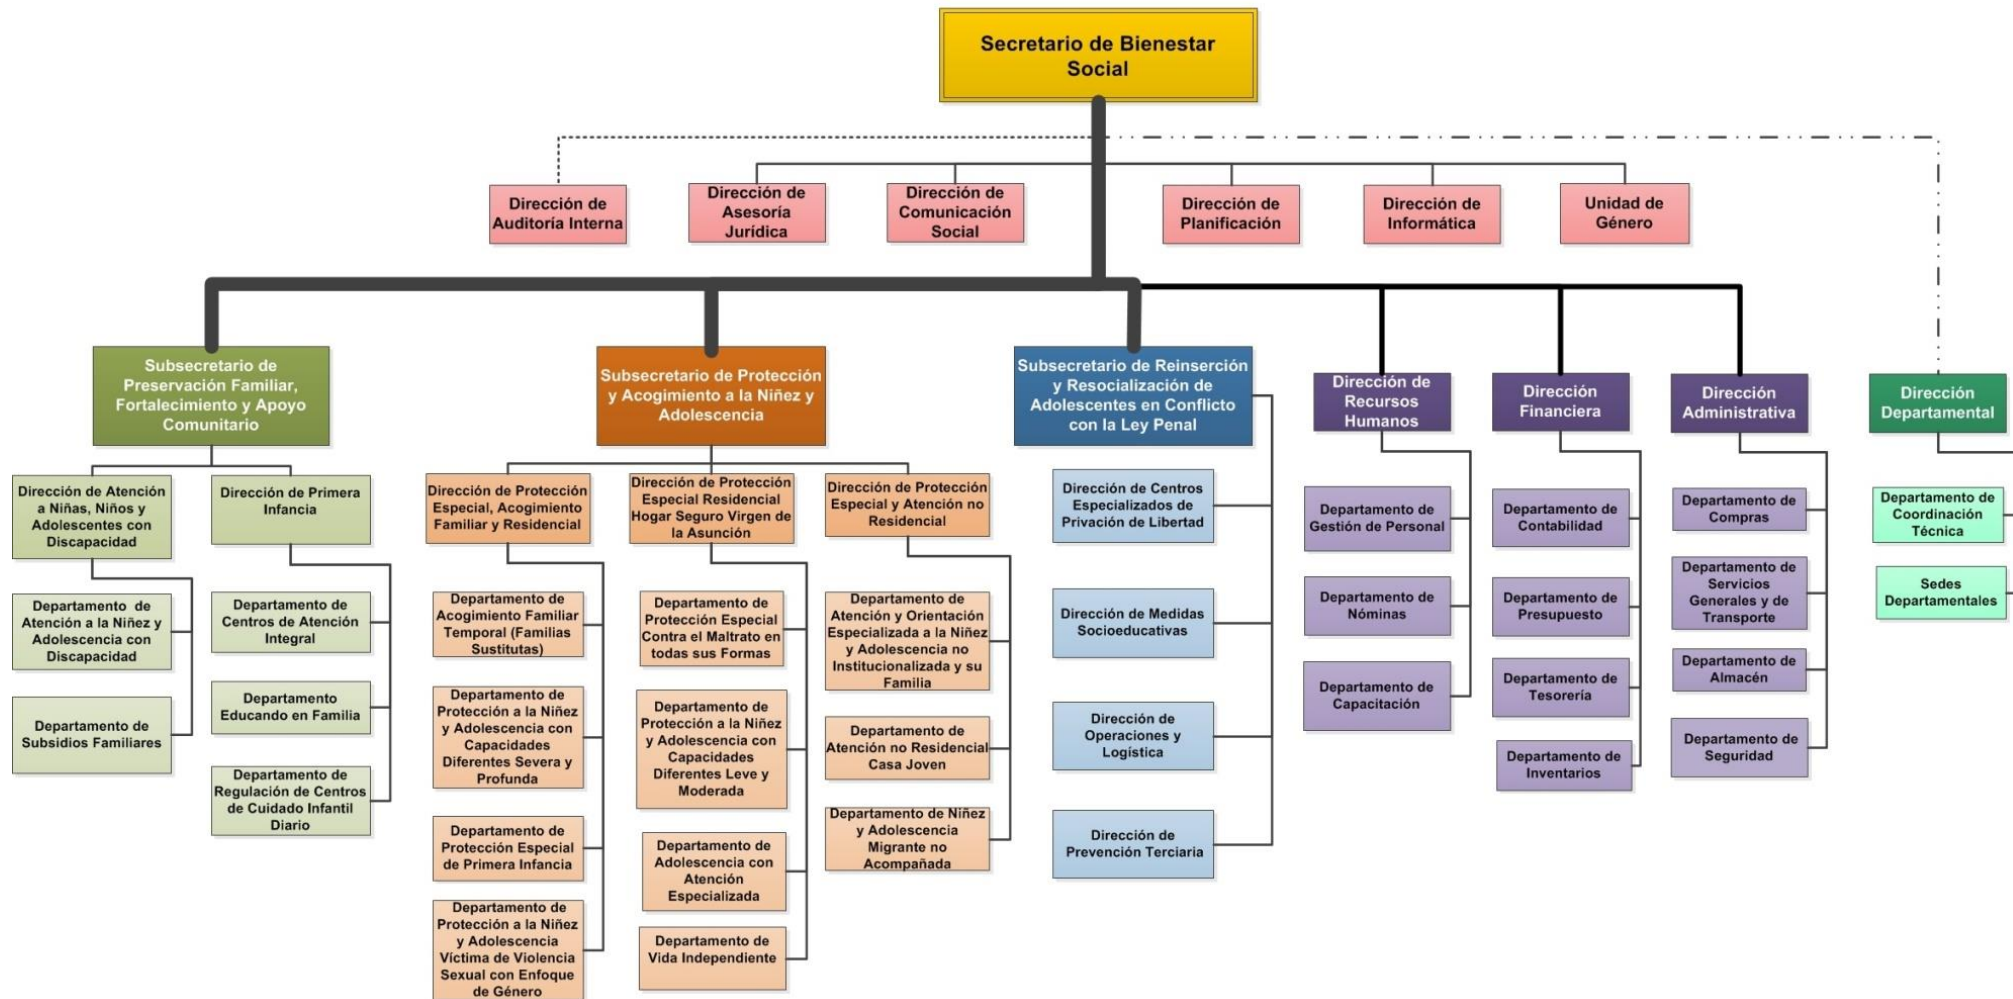 Secretario de Bienestar
Social
Dirección de
Auditoría Interna
Dirección de
Asesoría
Jurídica
Dirección de
Comunicación
Social
Dirección de
Planificación
Dirección de
Informática
Unidad de
Género
Subsecretario de
Preservación Familiar,
Fortalecimiento y Apoyo
Comunitario
Subsecretario de Protección
y Acogimiento a la Niñez y
Adolescencia
Subsecretario de Reinserción
y Resocialización de
Adolescentes en Conflicto
con la Ley Penal
Dirección de
Recursos
Humanos
Dirección
Financiera
Dirección
Administrativa
Dirección
Departamental
Dirección de Atención
a Niñas, Niños y
Adolescentes con
Discapacidad
Departamento de
Atención a la Niñez
y Adolescencia con
Discapacidad
Departamento de
Subsidios Familiares
Dirección de Primera
Infancia
Departamento de
Centros de Atención
Integral
Departamento
Educando en Familia
Departamento de
Regulación de Centros
de Cuidado Infantil
Diario
Dirección de Protección
Especial, Acogimiento
Familiar y Residencial
Departamento de
Acogimiento Familiar
Temporal (Familias
Sustitutas)
Departamento de
Protección a la Niñez
y Adolescencia con
Capacidades
Diferentes Severa y
Profunda
Departamento de
Protección Especial
de Primera Infancia
Departamento de
Protección a la Niñez
y Adolescencia
Víctima de Violencia
Sexual con Enfoque
de Género
Dirección de Protección
Especial Residencial
Hogar Seguro Virgen de
la Asunción
Departamento de
Protección Especial
Contra el Maltrato en
todas sus Formas
Departamento de
Protección a la Niñez
y Adolescencia con
Capacidades
Diferentes Leve y
Moderada
Departamento de
Adolescencia con
Atención
Especializada
Departamento de
Vida Independiente
Dirección de Protección
Especial y Atención no
Residencial
Departamento de
Atención y Orientación
Especializada a la Niñez
y Adolescencia no
Institucionalizada y su
Familia
Departamento de
Atención no Residencial
Casa Joven
Departamento de Niñez
y Adolescencia
Migrante no
Acompañada
Dirección de Centros
Especializados de
Privación de Libertad
Dirección de Medidas
Socioeducativas
Dirección de
Operaciones y
Logística
Dirección de
Prevención Terciaria
Departamento de
Gestión de Personal
Departamento de
Nóminas
Departamento de
Capacitación
Departamento de
Contabilidad
Departamento de
Presupuesto
Departamento de
Tesorería
Departamento de
Inventarios
Departamento de
Compras
Departamento de
Servicios
Generales y de
Transporte
Departamento de
Almacén
Departamento de
Seguridad
Departamento de
Coordinación
Técnica
Sedes
Departamentales